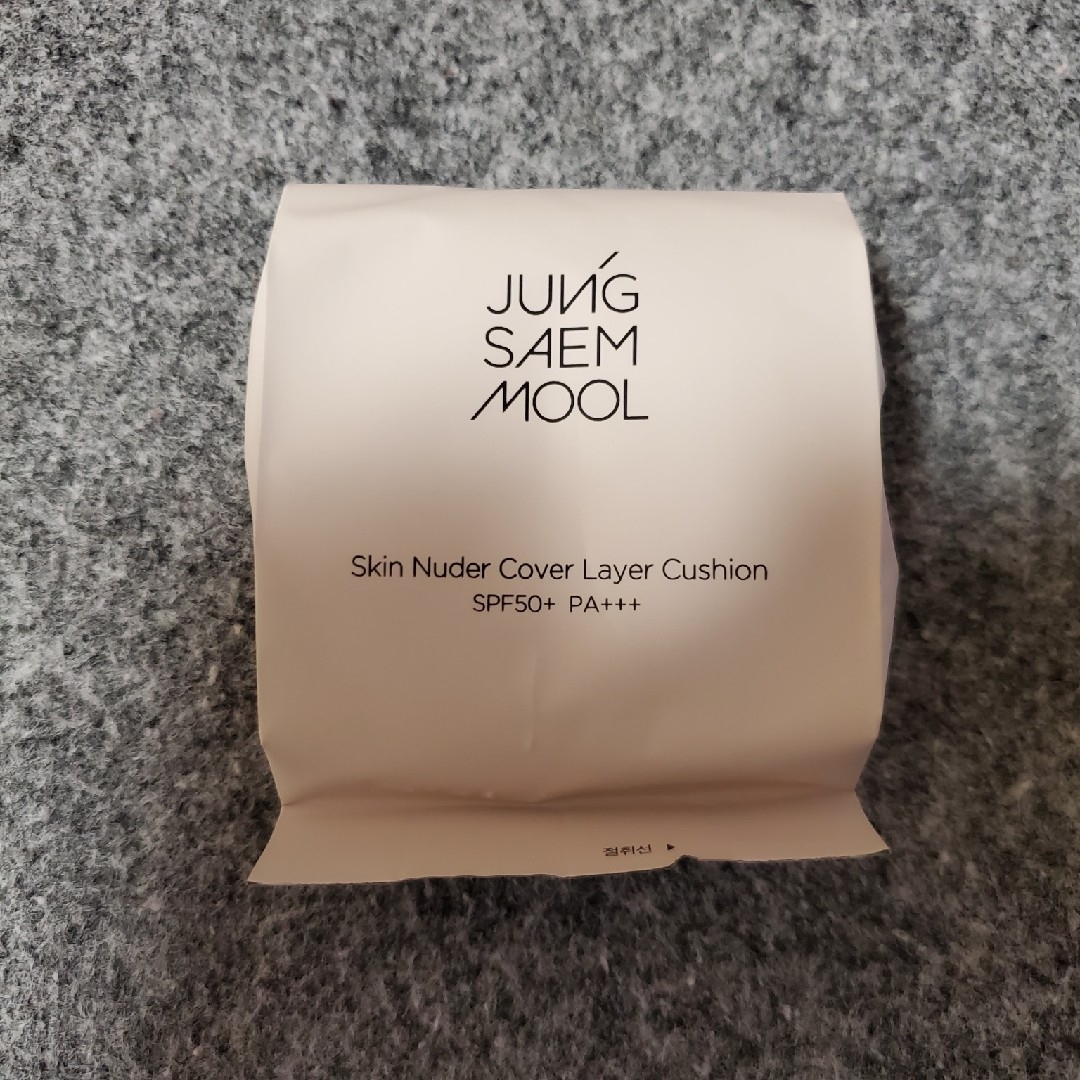 JUNG
SAEM
MOOL
Skin Nuder Cover Layer Cushion
SPF50+ PA+++
절취선 ▶